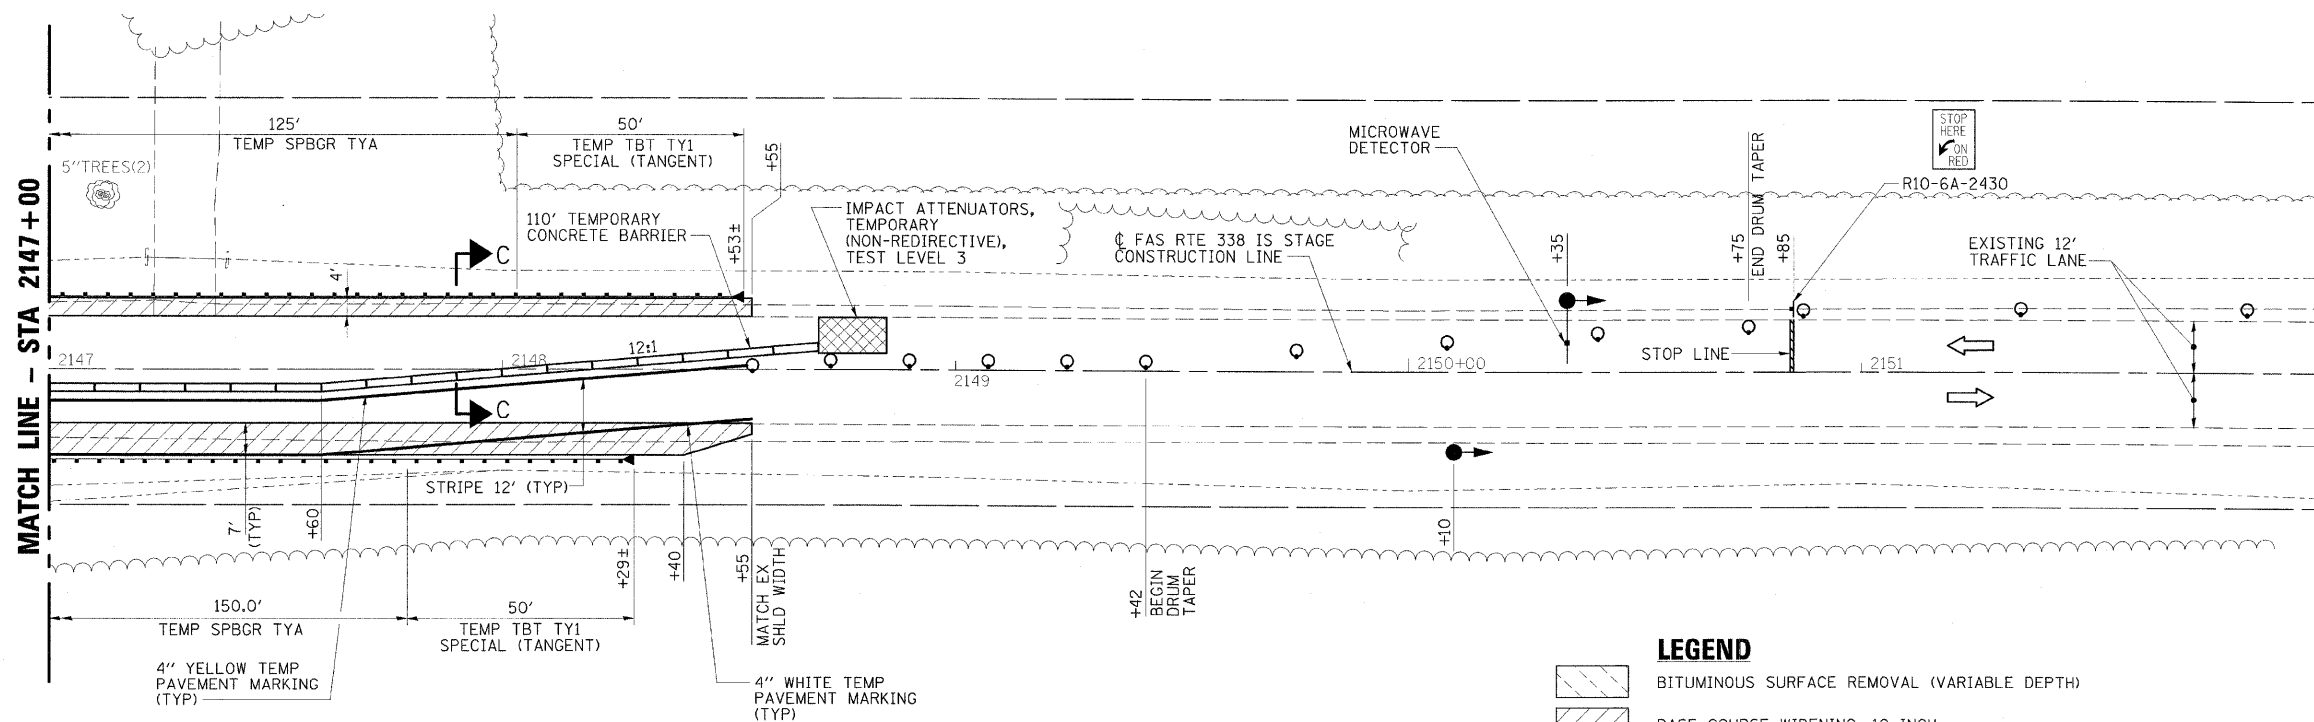 MATCH LINE - STA 2147+00
125'
TEMP SPBGR TYA
50'
TEMP TBT TY1
SPECIAL (TANGENT)
+55
+53±
5"TREES(2)
110' TEMPORARY
CONCRETE BARRIER
IMPACT ATTENUATORS,
TEMPORARY
(NON-REDIRECTIVE),
TEST LEVEL 3
℄ FAS RTE 338 IS STAGE
CONSTRUCTION LINE
MICROWAVE
DETECTOR
+35
+75
END DRUM TAPER
+85
STOP
HERE
ON
RED
R10-6A-2430
EXISTING 12'
TRAFFIC LANE
C
4'
12:1
2147
2148
2149
2150+00
2151
STOP LINE
C
STRIPE 12' (TYP)
7'
(TYP)
+60
+29±
+40
+55
MATCH EX
SHLD WIDTH
+42
BEGIN
DRUM
TAPER
+10
150.0'
TEMP SPBGR TYA
50'
TEMP TBT TY1
SPECIAL (TANGENT)
4" YELLOW TEMP
PAVEMENT MARKING
(TYP)
4" WHITE TEMP
PAVEMENT MARKING
(TYP)
LEGEND
BITUMINOUS SURFACE REMOVAL (VARIABLE DEPTH)
BASE COURSE WIDENING, 10 INCH